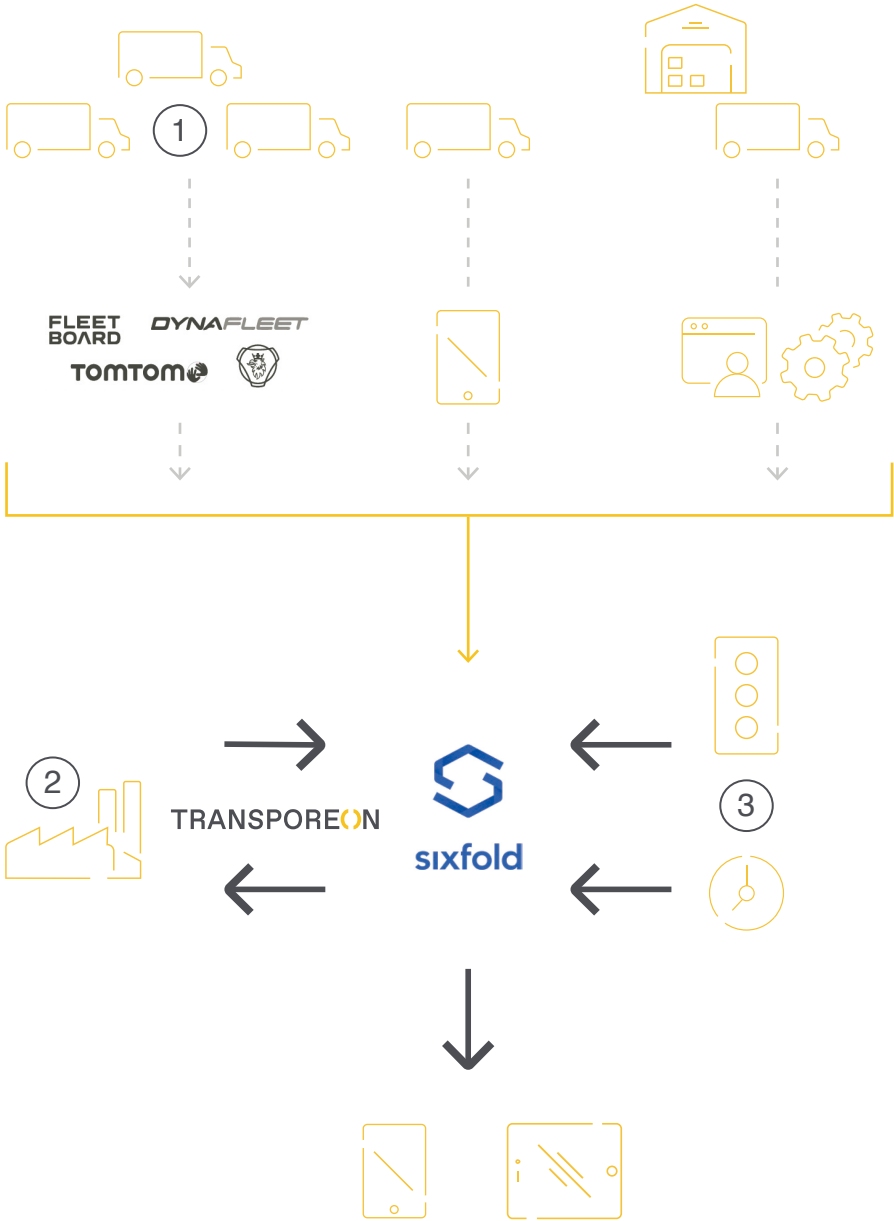 1
FLEET
BOARD
DYNAFLEET
TOMTOM
2
3
TRANSPOREON
sixfold